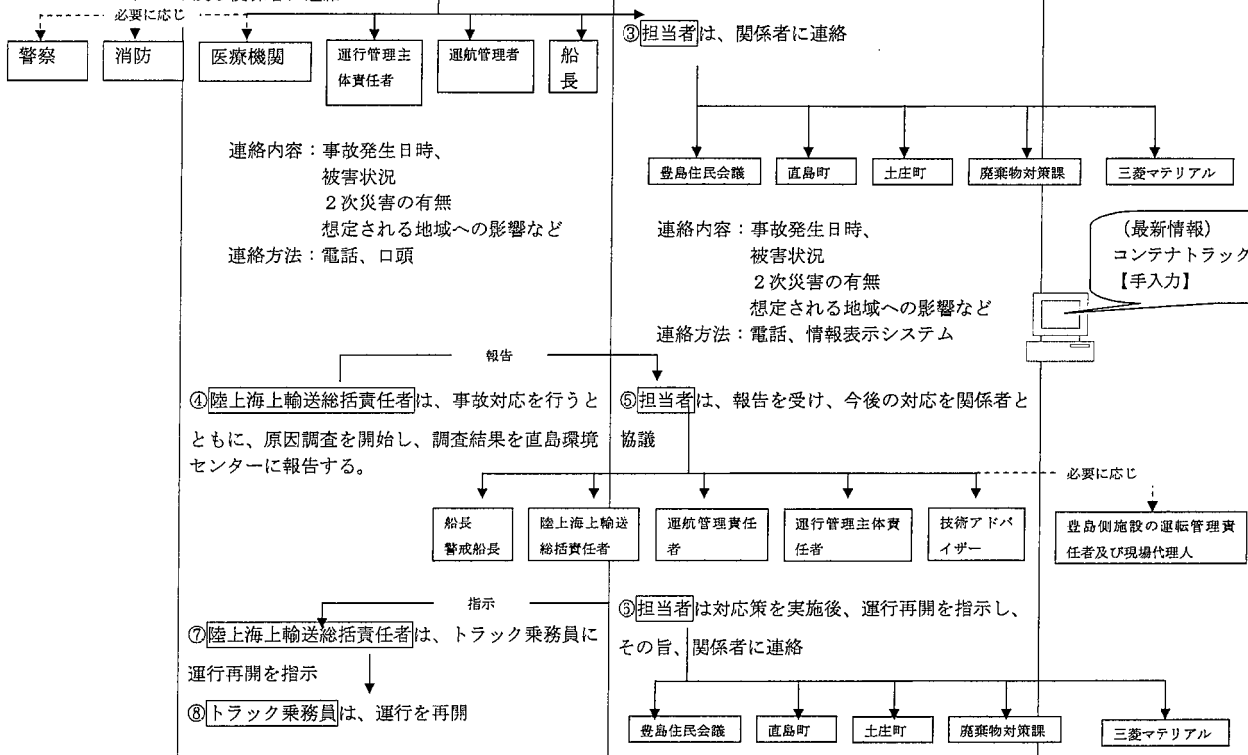 必要に応じ
警察
消防
医療機関
運行管理主
体責任者
運航管理者
船
長
③担当者は、関係者に連絡
豊島住民会議
直島町
土庄町
廃棄物対策課
三菱マテリアル
連絡内容：事故発生日時、
被害状況
２次災害の有無
想定される地域への影響など
連絡方法：電話、口頭
連絡内容：事故発生日時、
被害状況
２次災害の有無
想定される地域への影響など
連絡方法：電話、情報表示システム
（最新情報）
コンテナトラック
【手入力】
報告
④陸上海上輸送総括責任者は、事故対応を行うと
ともに、原因調査を開始し、調査結果を直島環境
センターに報告する。
⑤担当者は、報告を受け、今後の対応を関係者と
協議
必要に応じ
船長
警戒船長
陸上海上輸送
総括責任者
運航管理責任
者
運行管理主体責
任者
技術アドバ
イザー
豊島側施設の運転管理責
任者及び現場代理人
指示
⑥担当者は対応策を実施後、運行再開を指示し、
その旨、関係者に連絡
⑦陸上海上輸送総括責任者は、トラック乗務員に
運行再開を指示
⑧トラック乗務員は、運行を再開
豊島住民会議
直島町
土庄町
廃棄物対策課
三菱マテリアル